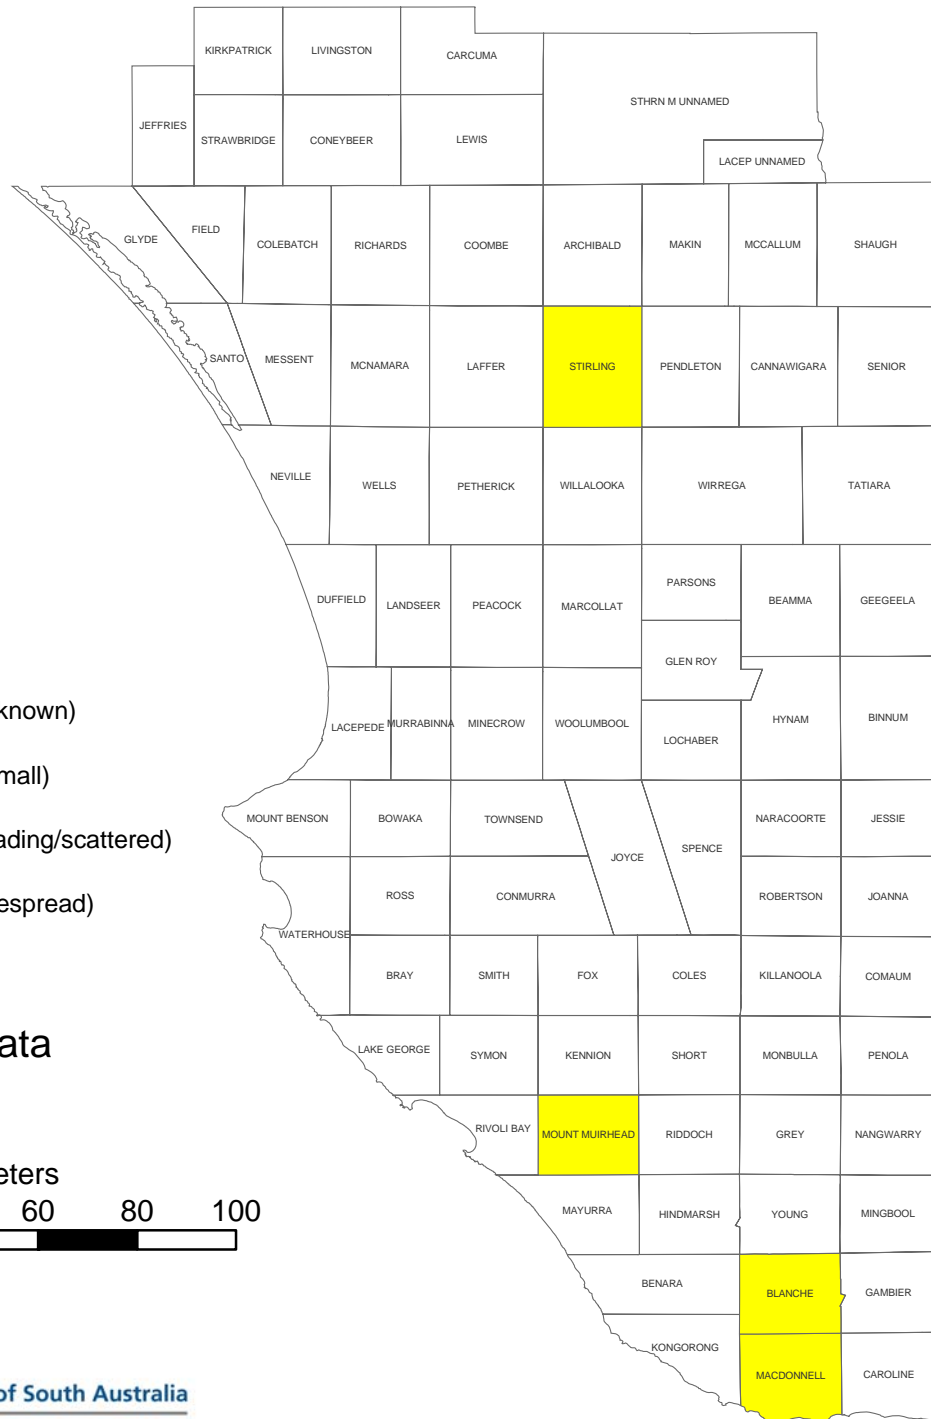 KIRKPATRICK LIVINGSTON CARCUMA
STHRN M UNNAMED
JEFFRIES STRAWBRIDGE CONEYBEER LEWIS
LACEP UNNAMED
GLYDE FIELD COLEBATCH RICHARDS COOMBE ARCHIBALD MAKIN MCCALLUM SHAUGH
SANTO MESSENT MCNAMARA LAFFER STIRLING PENDLETON CANNAWIGARA SENIOR
NEVILLE WELLS PETHERICK WILLALOOKA WIRREGA TATIARA
DUFFIELD LANDSEER PEACOCK MARCOLLAT PARSONS BEAMMA GEEGEELA
GLEN ROY
known)
LACEPEDE MURRABINNA MINECROW WOOLUMBOOL LOCHABER HYNAM BINNUM
mall)
MOUNT BENSON BOWAKA TOWNSEND NARACOORTE JESSIE
ading/scattered)
JOYCE SPENCE
ROSS CONMURRA ROBERTSON JOANNA
espread)
WATERHOUSE
BRAY SMITH FOX COLES KILLANOOLA COMAUM
ata
LAKE GEORGE SYMON KENNION SHORT MONBULLA PENOLA
RIVOLI BAY MOUNT MUIRHEAD RIDDOCH GREY NANGWARRY
eters
60 80 100
MAYURRA HINDMARSH YOUNG MINGBOOL
BENARA BLANCHE GAMBIER
KONGORONG MACDONNELL CAROLINE
of South Australia